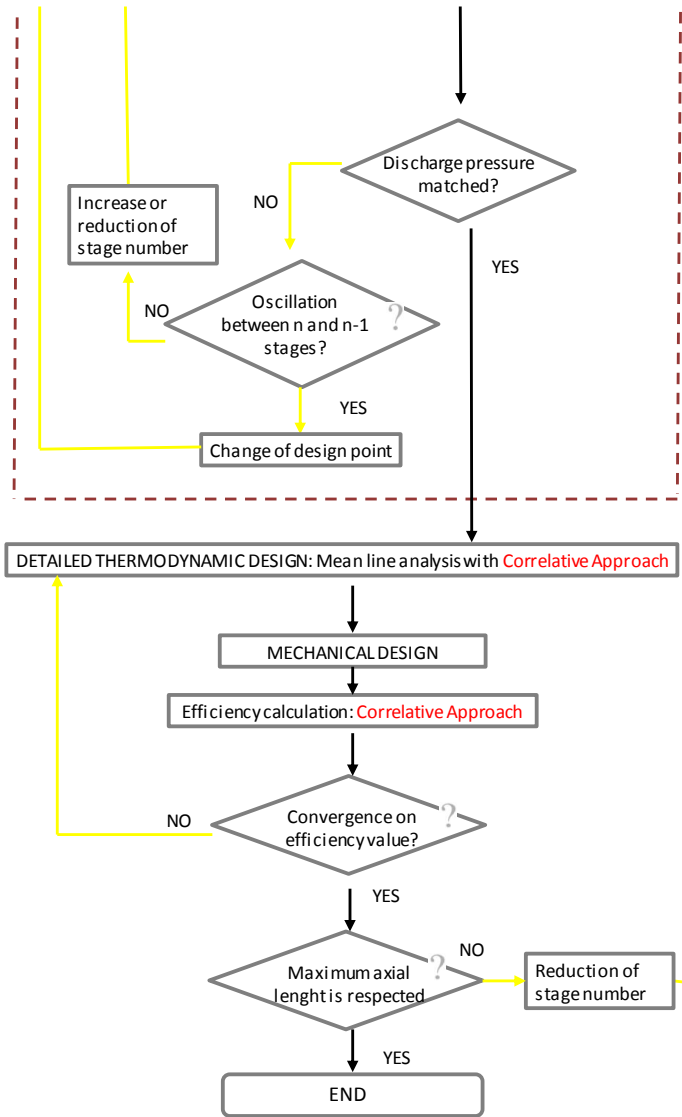 Discharge pressure
matched?
NO
Increase or
reduction of
stage number
YES
Oscillation
between n and n-1
stages?
?
NO
YES
Change of design point
DETAILED THERMODYNAMIC DESIGN: Mean line analysis with Correlative Approach
MECHANICAL DESIGN
Efficiency calculation: Correlative Approach
Convergence on
efficiency value?
?
NO
YES
Maximum axial
lenght is respected
?
NO
Reduction of
stage number
YES
END